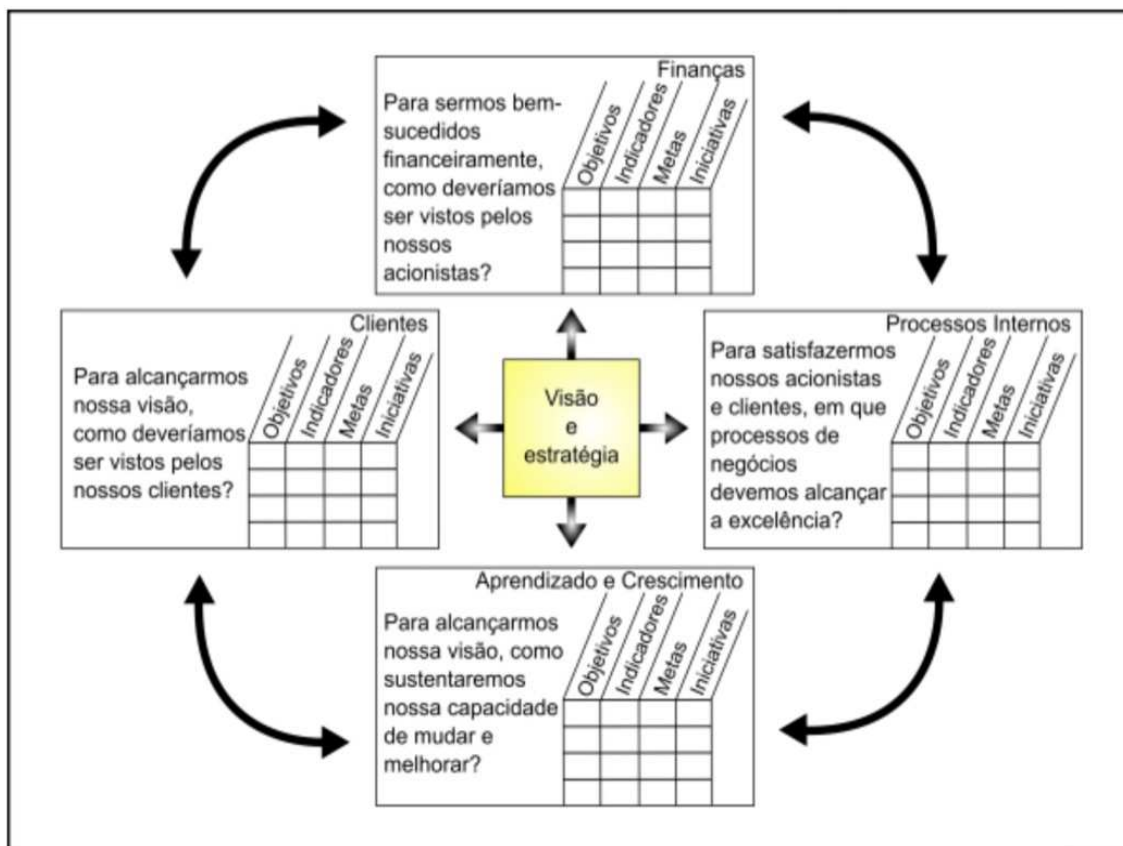 Finanças
Para sermos bem-
sucedidos
financeiramente,
como deveríamos
ser vistos pelos
nossos
acionistas?
Objetivos
Indicadores
Metas
Iniciativas
Clientes
Para alcançarmos
nossa visão,
como deveríamos
ser vistos pelos
nossos clientes?
Objetivos
Indicadores
Metas
Iniciativas
Visão
e
estratégia
Processos Internos
Para satisfazermos
nossos acionistas
e clientes, em que
processos de
negócios
devemos alcançar
a excelência?
Objetivos
Indicadores
Metas
Iniciativas
Aprendizado e Crescimento
Para alcançarmos
nossa visão, como
sustentaremos
nossa capacidade
de mudar e
melhorar?
Objetivos
Indicadores
Metas
Iniciativas